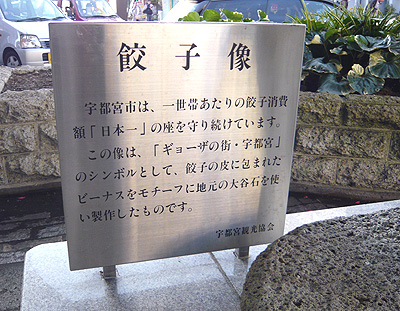 餃子像
宇都宮市は、一世帯あたりの餃子消費
額「日本一」の座を守り続けています。
この像は、「ギョーザの街・宇都宮」
のシンボルとして、餃子の皮に包まれた
ビーナスをモチーフに地元の大谷石を使
い製作したものです。
宇都宮観光協会